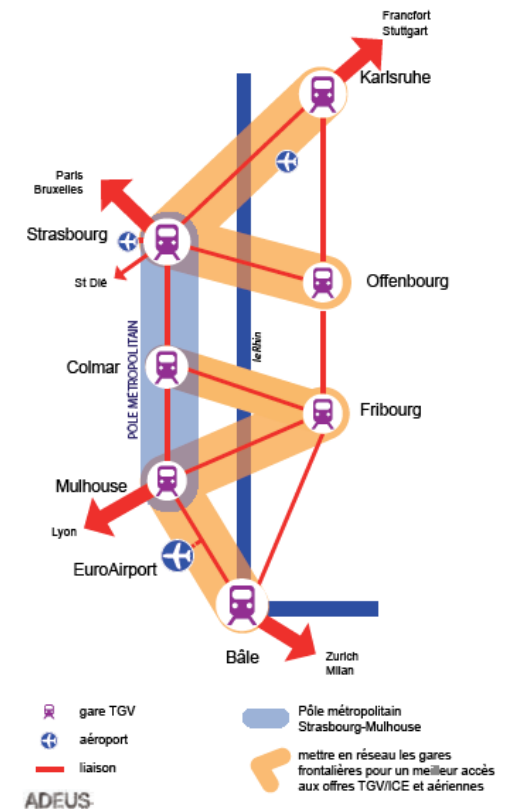 Francfort
Stuttgart
Karlsruhe
Paris
Bruxelles
Strasbourg
St Dié
Offenbourg
PÔLE METROPOLITAIN
le Rhin
Colmar
Fribourg
Mulhouse
Lyon
EuroAirport
Bâle
Zurich
Milan
gare TGV
aéroport
liaison
Pôle métropolitain
Strasbourg-Mulhouse
mettre en réseau les gares
frontalières pour un meilleur accès
aux offres TGV/ICE et aériennes
ADEUS